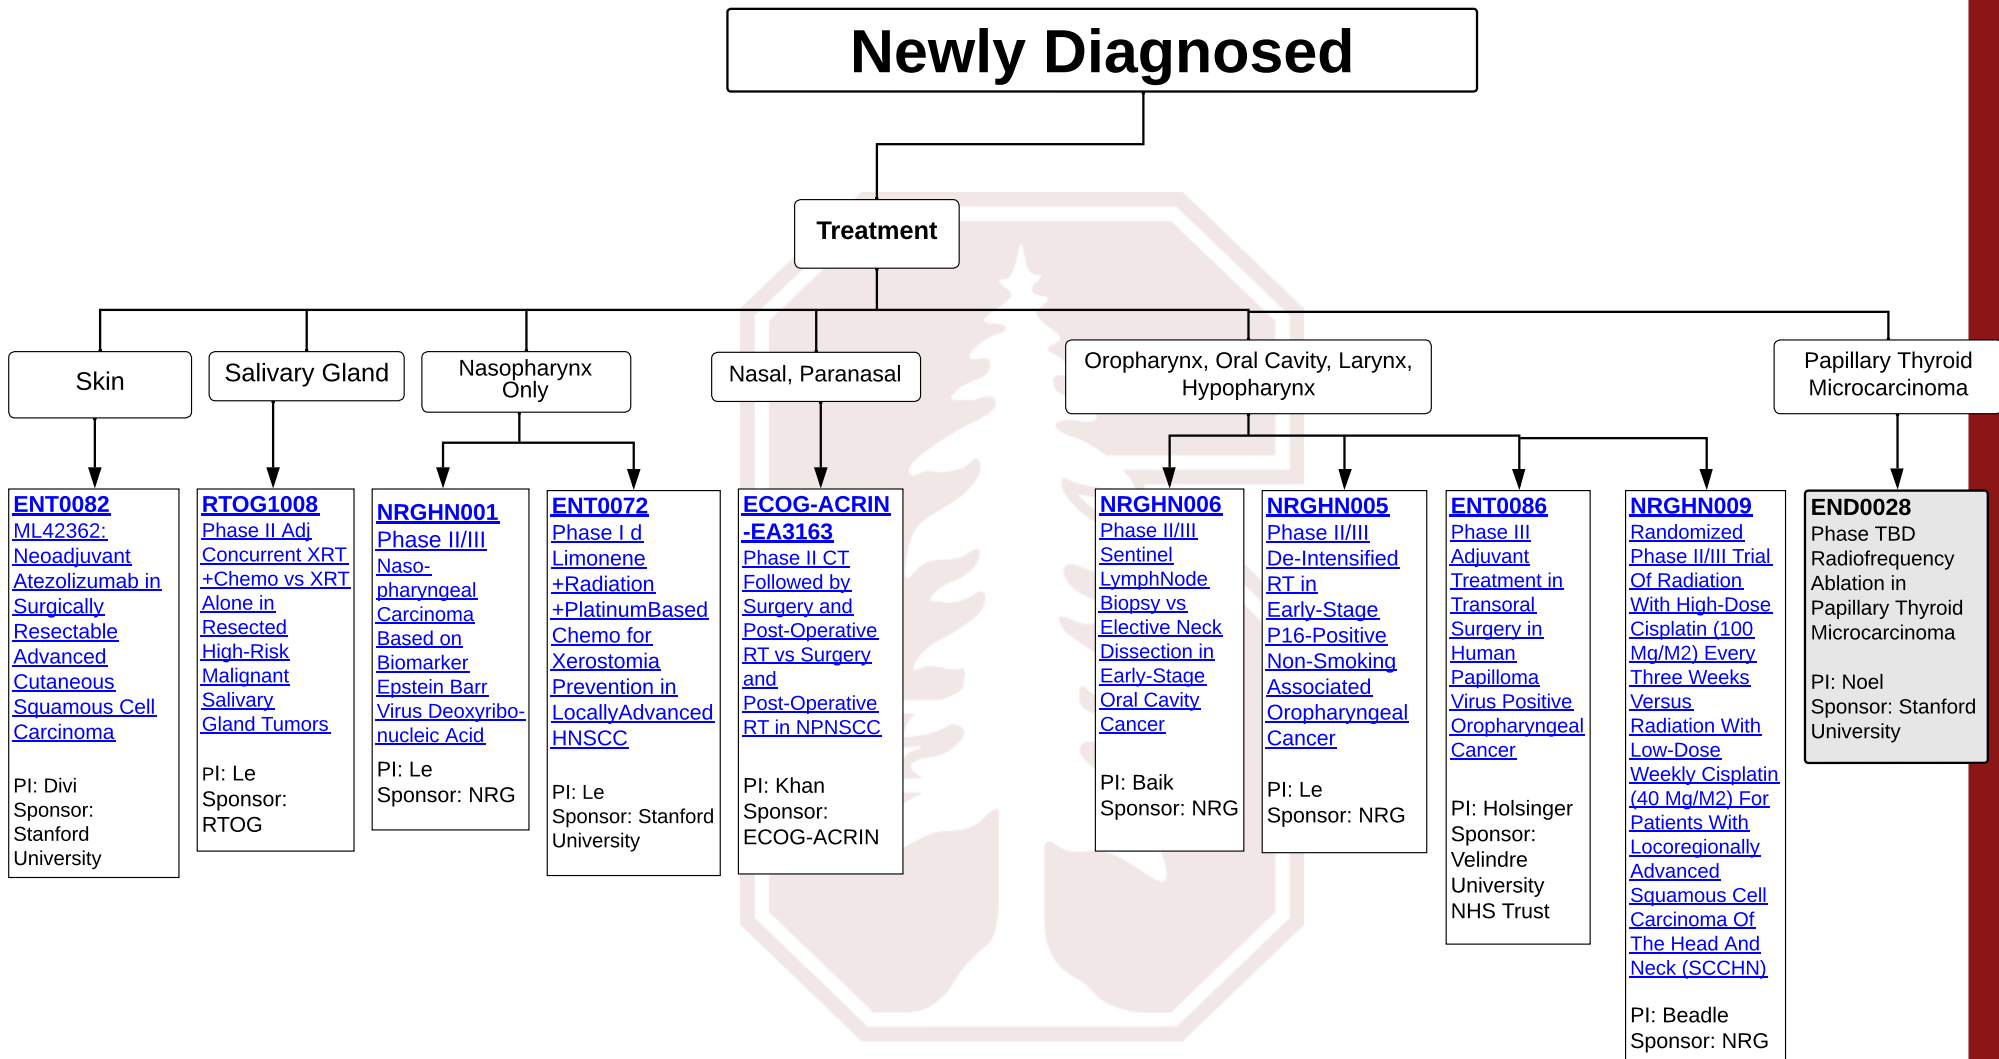 Newly Diagnosed
Treatment
Skin
Salivary Gland
Nasopharynx
Only
Nasal, Paranasal
Oropharynx, Oral Cavity, Larynx,
Hypopharynx
Papillary Thyroid
Microcarcinoma
ENT0082
ML42362:
Neoadjuvant
Atezolizumab in
Surgically
Resectable
Advanced
Cutaneous
Squamous Cell
Carcinoma
PI: Divi
Sponsor:
Stanford
University
RTOG1008
Phase II Adj
Concurrent XRT
+Chemo vs XRT
Alone in
Resected
High-Risk
Malignant
Salivary
Gland Tumors
PI: Le
Sponsor:
RTOG
NRGHN001
Phase II/III
Naso-
pharyngeal
Carcinoma
Based on
Biomarker
Epstein Barr
Virus Deoxyribo-
nucleic Acid
PI: Le
Sponsor: NRG
ENT0072
Phase I d
Limonene
+Radiation
+PlatinumBased
Chemo for
Xerostomia
Prevention in
LocallyAdvanced
HNSCC
PI: Le
Sponsor: Stanford
University
ECOG-ACRIN
-EA3163
Phase II CT
Followed by
Surgery and
Post-Operative
RT vs Surgery
and
Post-Operative
RT in NPNSCC
PI: Khan
Sponsor:
ECOG-ACRIN
NRGHN006
Phase II/III
Sentinel
LymphNode
Biopsy vs
Elective Neck
Dissection in
Early-Stage
Oral Cavity
Cancer
PI: Baik
Sponsor: NRG
NRGHN005
Phase II/III
De-Intensified
RT in
Early-Stage
P16-Positive
Non-Smoking
Associated
Oropharyngeal
Cancer
PI: Le
Sponsor: NRG
ENT0086
Phase III
Adjuvant
Treatment in
Transoral
Surgery in
Human
Papilloma
Virus Positive
Oropharyngeal
Cancer
PI: Holsinger
Sponsor:
Velindre
University
NHS Trust
NRGHN009
Randomized
Phase II/III Trial
Of Radiation
With High-Dose
Cisplatin (100
Mg/M2) Every
Three Weeks
Versus
Radiation With
Low-Dose
Weekly Cisplatin
(40 Mg/M2) For
Patients With
Locoregionally
Advanced
Squamous Cell
Carcinoma Of
The Head And
Neck (SCCHN)
PI: Beadle
Sponsor: NRG
END0028
Phase TBD
Radiofrequency
Ablation in
Papillary Thyroid
Microcarcinoma
PI: Noel
Sponsor: Stanford
University